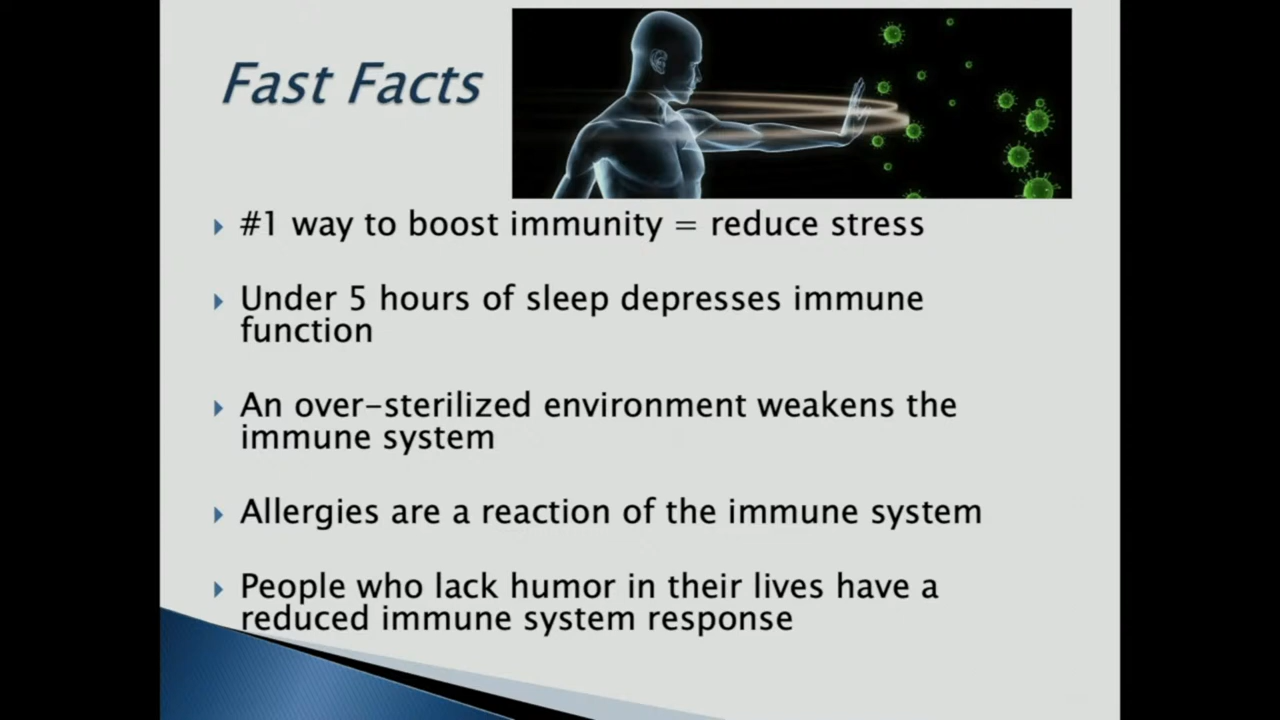 Fast Facts
#1 way to boost immunity = reduce stress
Under 5 hours of sleep depresses immune
function
An over-sterilized environment weakens the
immune system
Allergies are a reaction of the immune system
People who lack humor in their lives have a
reduced immune system response